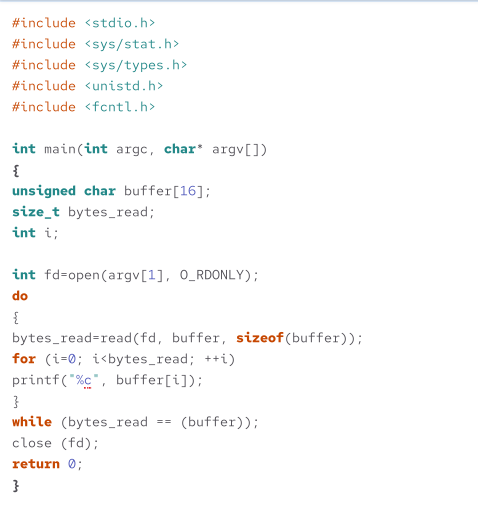 #include <stdio.h>
#include <sys/stat.h>
#include <sys/types.h>
#include <unistd.h>
#include <fcntl.h>
int main(int argc, char* argv[])
{
unsigned char buffer[16];
size_t bytes_read;
int i;
int fd=open(argv[1], O_RDONLY);
do
{
bytes_read=read(fd, buffer, sizeof(buffer));
for (i=0; i<bytes_read; ++i)
printf("%c", buffer[i]);
}
while (bytes_read == (buffer));
close (fd);
return 0;
}